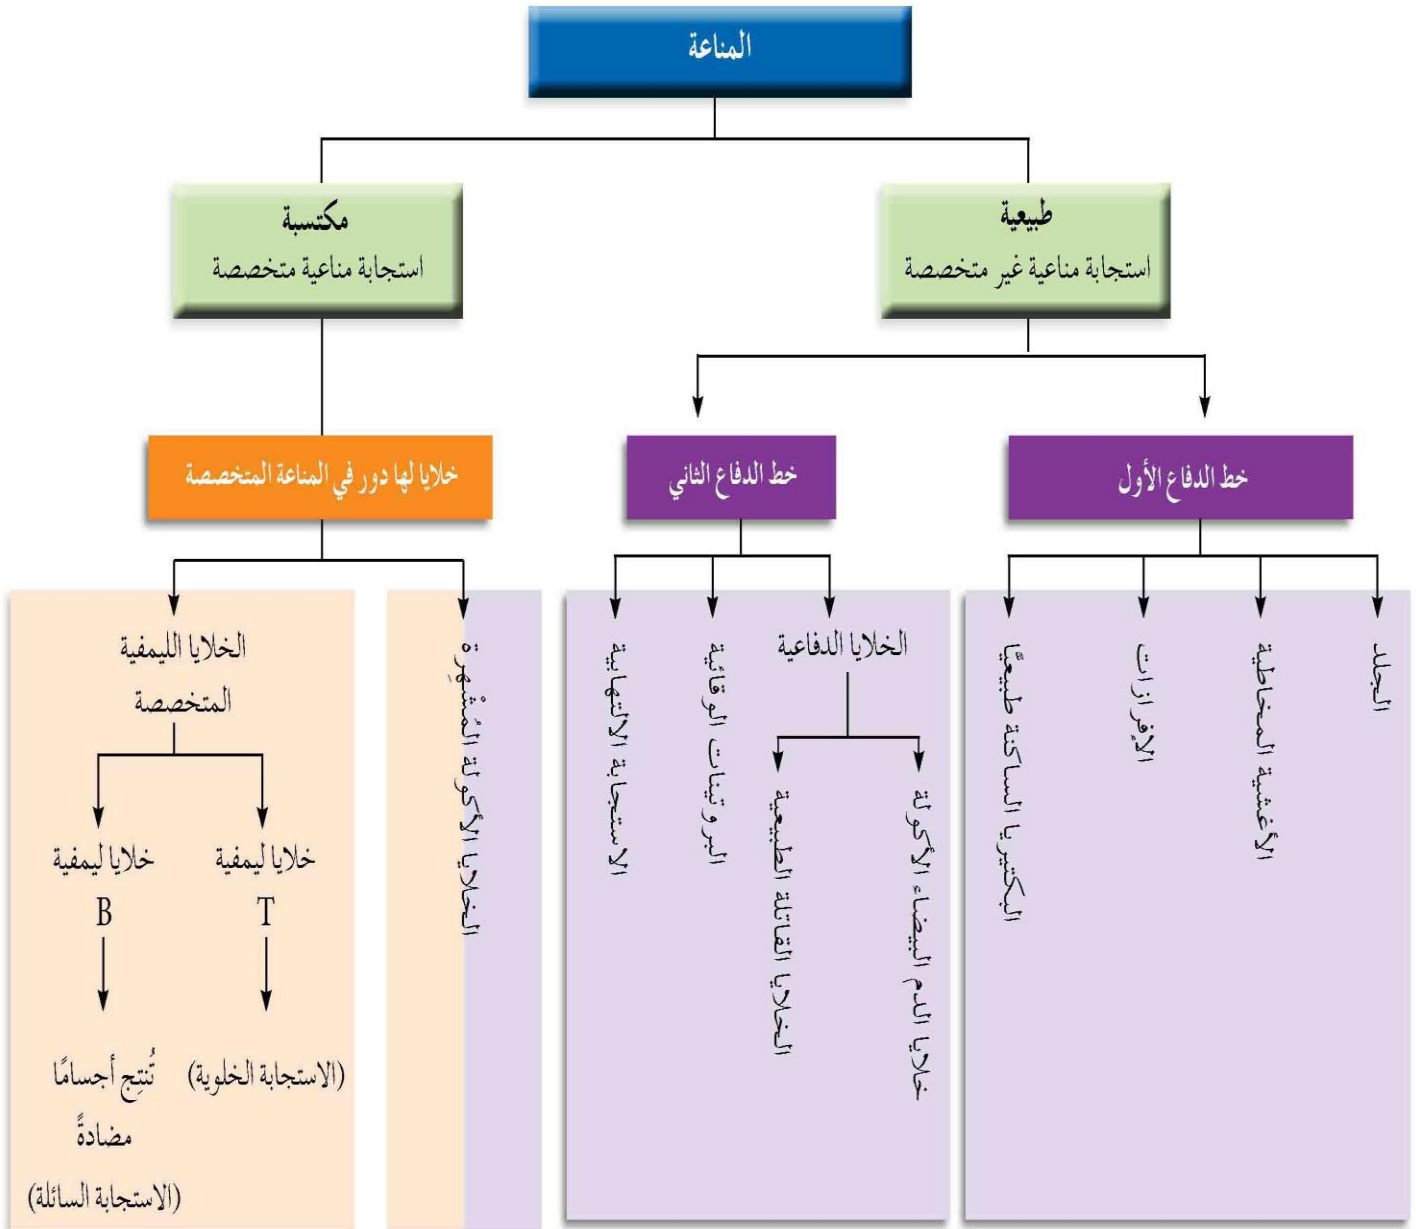 المناعة
طبيعية
استجابة مناعية غير متخصصة
مكتسبة
استجابة مناعية متخصصة
خط الدفاع الأول
خط الدفاع الثاني
خلايا لها دور في المناعة المتخصصة
الجلد
الأغشية المخاطية
الإفرازات
البكتيريا الساكنة طبيعيًّا
الخلايا الدفاعية
خلايا الدم البيضاء الأكولة
الخلايا القاتلة الطبيعية
البروتينات الوقائية
الاستجابة الالتهابية
الخلايا الأكولة المُشْهِرة
الخلايا الليمفية
المتخصصة
خلايا ليمفية
T
(الاستجابة الخلوية)
خلايا ليمفية
B
تُنتِج أجسامًا
مضادةً
(الاستجابة السائلة)